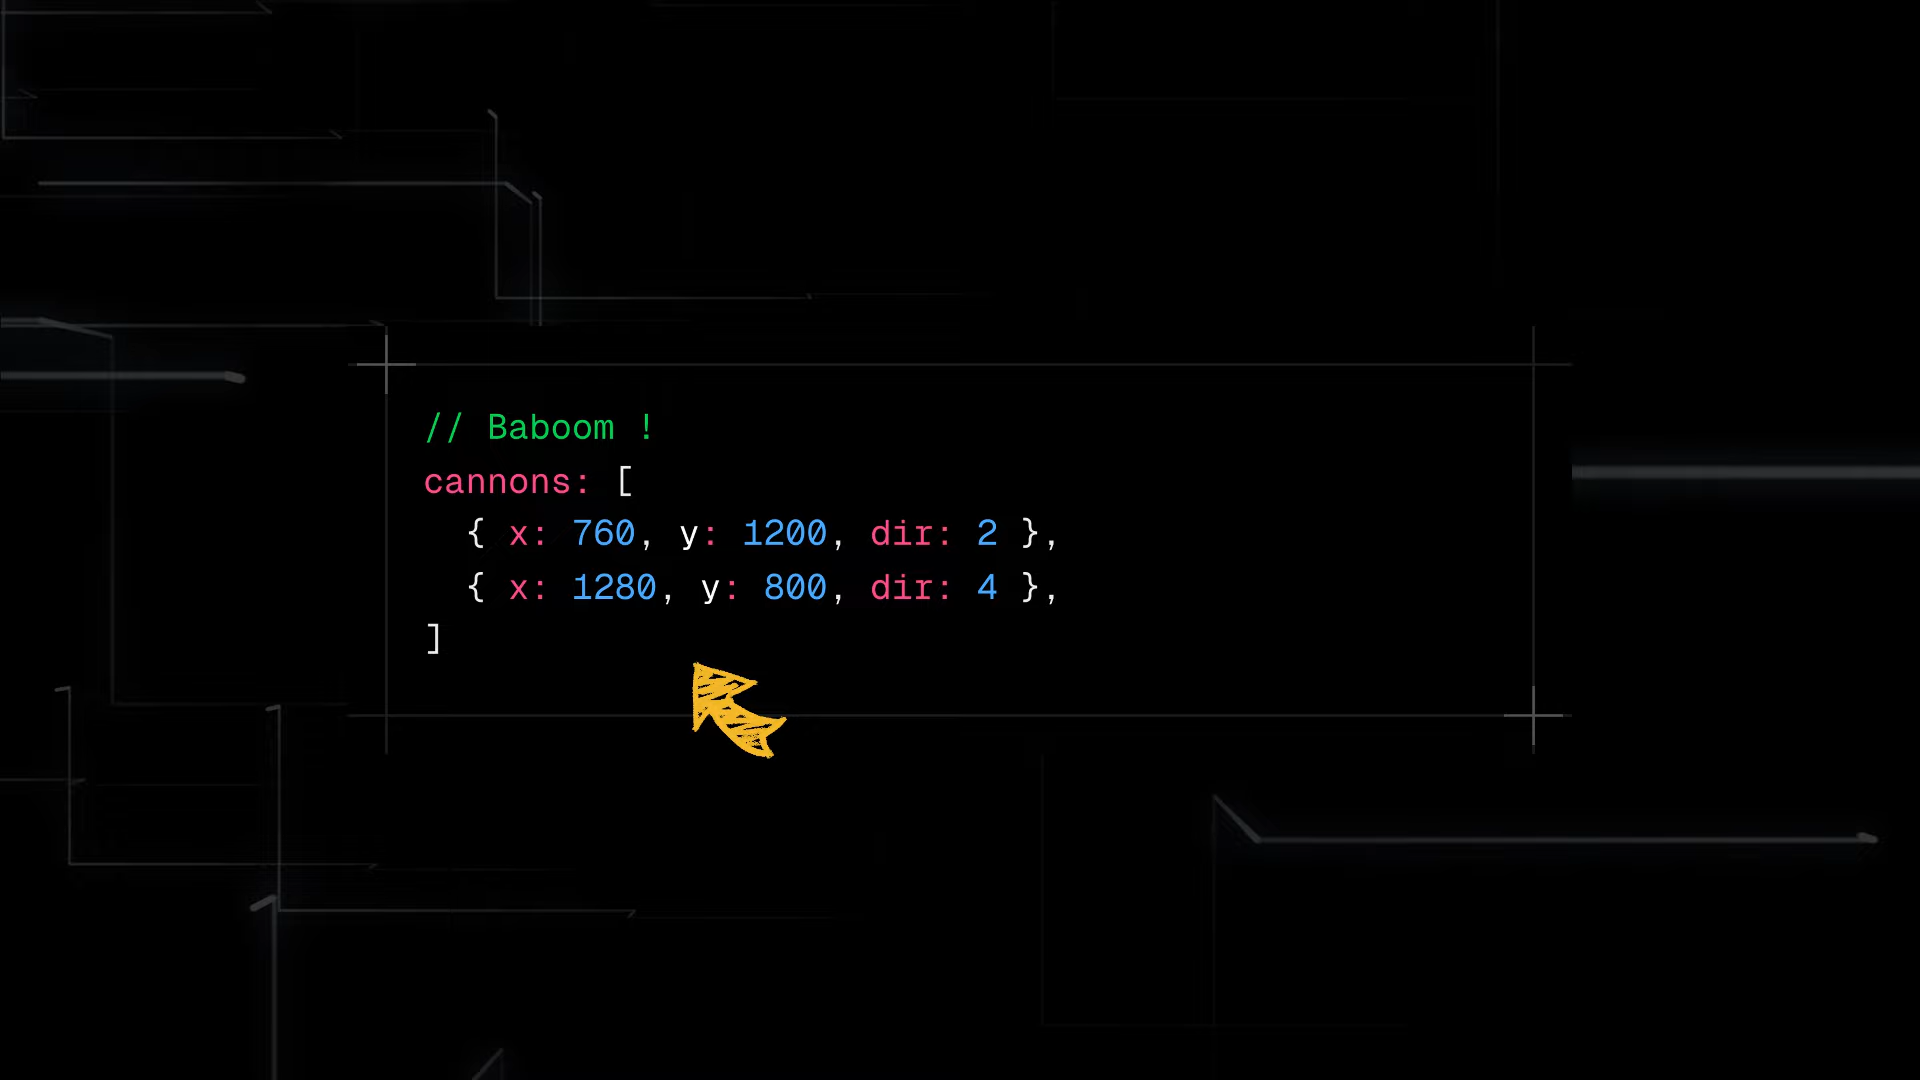 // Baboom !
cannons: [
  { x: 760, y: 1200, dir: 2 },
  { x: 1280, y: 800, dir: 4 },
]